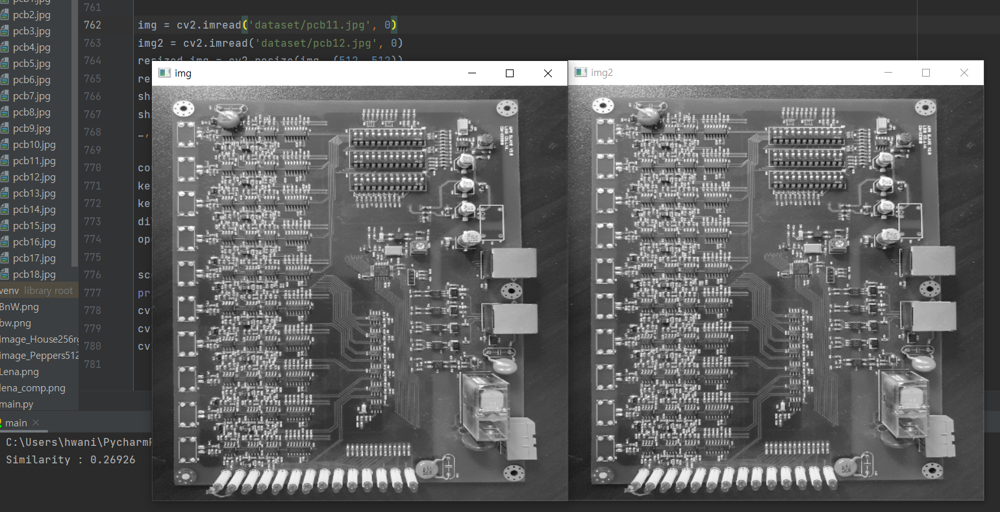 pcb1.jpg
pcb2.jpg
pcb3.jpg
pcb4.jpg
pcb5.jpg
pcb6.jpg
pcb7.jpg
pcb8.jpg
pcb9.jpg
pcb10.jpg
pcb11.jpg
pcb12.jpg
pcb13.jpg
pcb14.jpg
pcb15.jpg
pcb16.jpg
pcb17.jpg
pcb18.jpg
venv library root
BnW.png
bw.png
image_House256r
image_Peppers512
Lena.png
lena_comp.png
main.py
761
762 img = cv2.imread('dataset/pcb11.jpg', 0)
763 img2 = cv2.imread('dataset/pcb12.jpg', 0)
764 resized_img = cv2.resize(img, (512, 512))
765 re
766 sh
767 sh
768 _,
769
770 co
771 ke
772 ke
773 di
774 op
775
776 sc
777 pr
778 cv
779 cv
780 cv
781
img
img2
main
C:\Users\hwani\Pycharm
Similarity : 0.26926